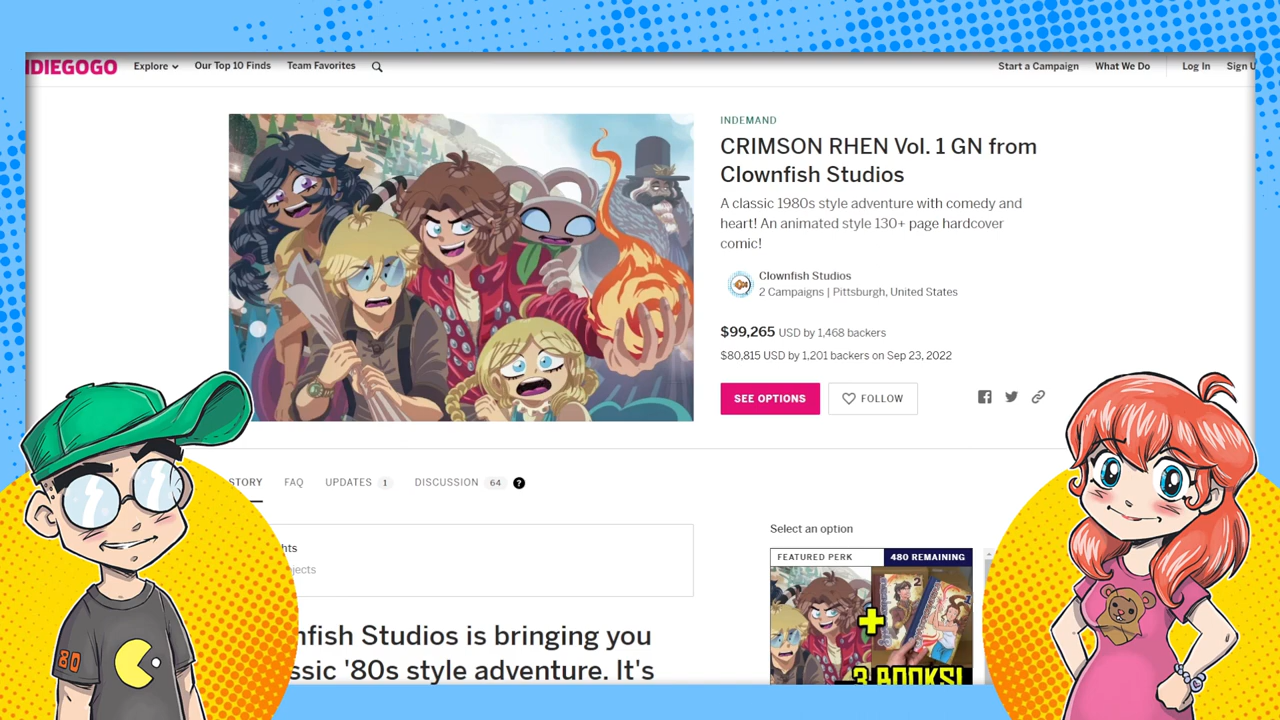 NDIEGOGO Explore Our Top 10 Finds Team Favorites Start a Campaign What We Do Log In Sign U
INDEMAND
CRIMSON RHEN Vol. 1 GN from
Clownfish Studios
A classic 1980s style adventure with comedy and
heart! An animated style 130+ page hardcover
comic!
Clownfish Studios
2 Campaigns | Pittsburgh, United States
$99,265 USD by 1,468 backers
$80,815 USD by 1,201 backers on Sep 23, 2022
SEE OPTIONS FOLLOW
STORY FAQ UPDATES 1 DISCUSSION 64 ?
Select an option
hts
jects
FEATURED PERK 480 REMAINING
2
1
+
3 BOOKS!
nfish Studios is bringing you
ssic '80s style adventure. It's
80